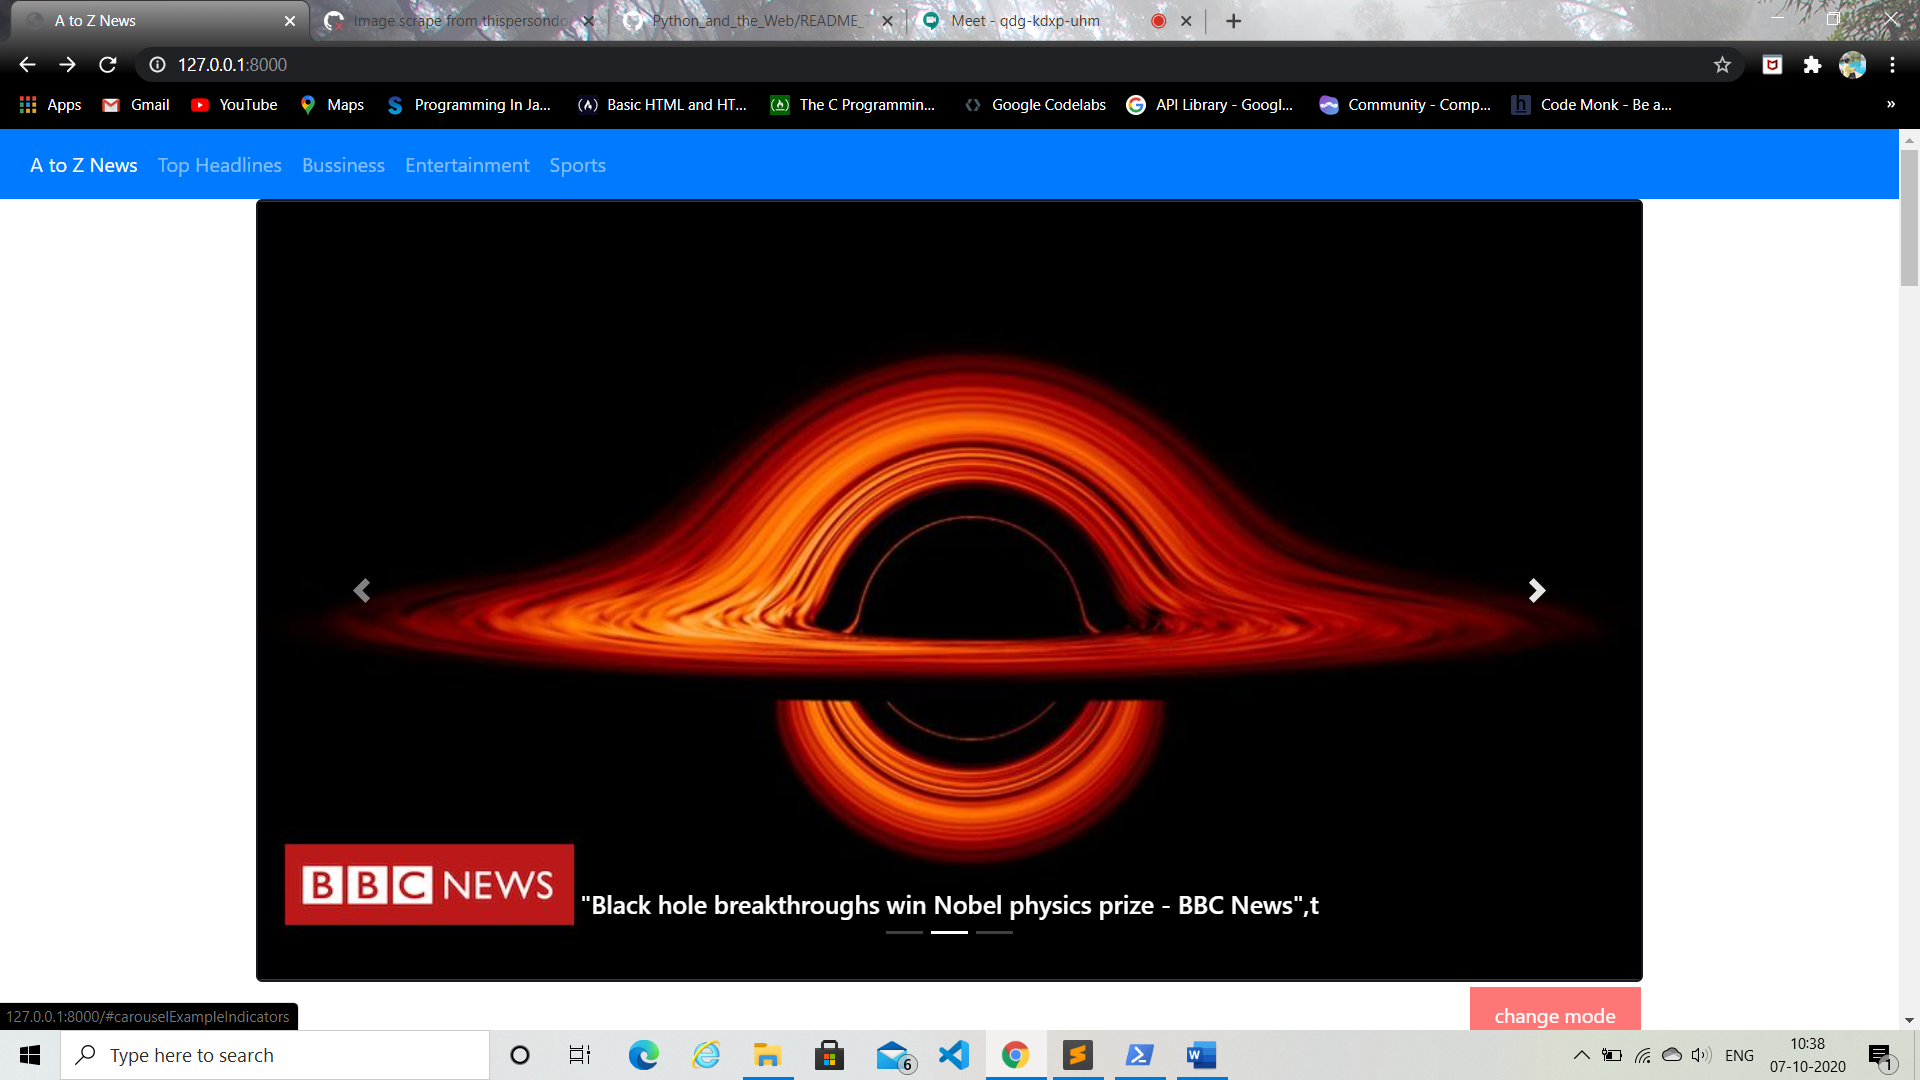 A to Z News
Image scrape from thispersondo
Python_and_the_Web/README_
Meet - qdg-kdxp-uhm
127.0.0.1:8000
Apps
Gmail
YouTube
Maps
Programming In Ja...
Basic HTML and HT...
The C Programmin...
Google Codelabs
API Library - Googl...
Community - Comp...
Code Monk - Be a...
»
A to Z News
Top Headlines
Bussiness
Entertainment
Sports
BBC NEWS
"Black hole breakthroughs win Nobel physics prize - BBC News",t
change mode
127.0.0.1:8000/#carouselExampleIndicators
Type here to search
6
ENG
10:38
07-10-2020
1